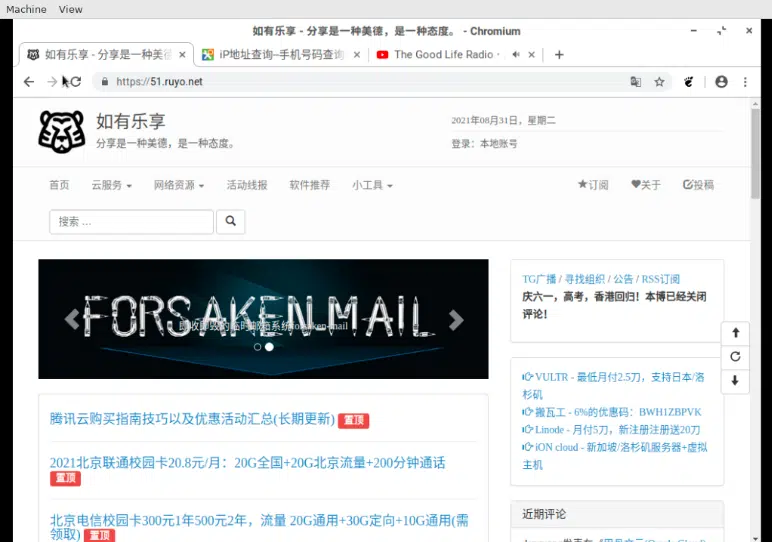 Machine View
如有乐享 - 分享是一种美德，是一种态度。 - Chromium
如有乐享 - 分享是一种美德 iP地址查询--手机号码查询 The Good Life Radio ·
https://51.ruyo.net
如有乐享
分享是一种美德，是一种态度。
2021年08月31日，星期二
登录：本地账号
首页 云服务 网络资源 活动线报 软件推荐 小工具 订阅 关于 投稿
搜索 …
FORSAKEN MAIL
TG广播 / 寻找组织 / 公告 / RSS订阅
庆六一，高考，香港回归！本博已经关闭
评论！
VULTR - 最低月付2.5刀，支持日本/洛
杉矶
搬瓦工 - 6%的优惠码：BWH1ZBPVK
Linode - 月付5刀，新注册注册送20刀
iON cloud - 新加坡/洛杉矶服务器+虚拟
主机
腾讯云购买指南技巧以及优惠活动汇总(长期更新) 置顶
2021北京联通校园卡20.8元/月：20G全国+20G北京流量+200分钟通话
置顶
北京电信校园卡300元1年500元2年，流量 20G通用+30G定向+10G通用(需
领取) 置顶
近期评论